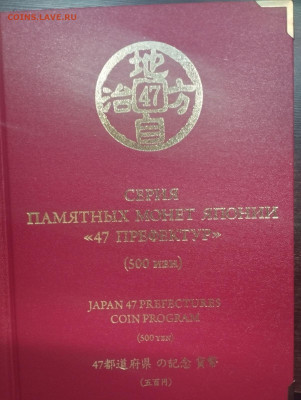 COINS.LAVE.RU
地
治 47 方
自
СЕРИЯ
ПАМЯТНЫХ МОНЕТ ЯПОНИИ
«47 ПРЕФЕКТУР»
(500 ИЕН)
JAPAN 47 PREFECTURES
COIN PROGRAM
(500 YEN)
47都道府県 の記念 貨幣
(五百円)